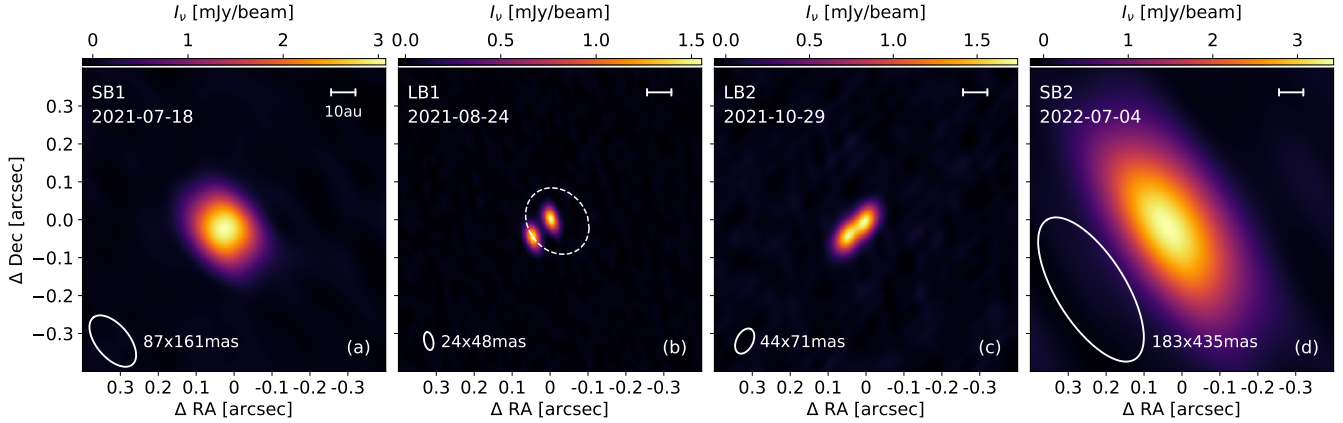 I_ν [mJy/beam]
0 1 2 3
SB1
2021-07-18
10au
87x161mas
(a)
0.3
0.2
0.1
0.0
−0.1
−0.2
−0.3
Δ Dec [arcsec]
0.3 0.2 0.1 0 -0.1 -0.2 -0.3
Δ RA [arcsec]
I_ν [mJy/beam]
0.0 0.5 1.0 1.5
LB1
2021-08-24
24x48mas
(b)
0.3 0.2 0.1 0 -0.1 -0.2 -0.3
Δ RA [arcsec]
I_ν [mJy/beam]
0.0 0.5 1.0 1.5
LB2
2021-10-29
44x71mas
(c)
0.3 0.2 0.1 0 -0.1 -0.2 -0.3
Δ RA [arcsec]
I_ν [mJy/beam]
0 1 2 3
SB2
2022-07-04
183x435mas
(d)
0.3 0.2 0.1 0 -0.1 -0.2 -0.3
Δ RA [arcsec]